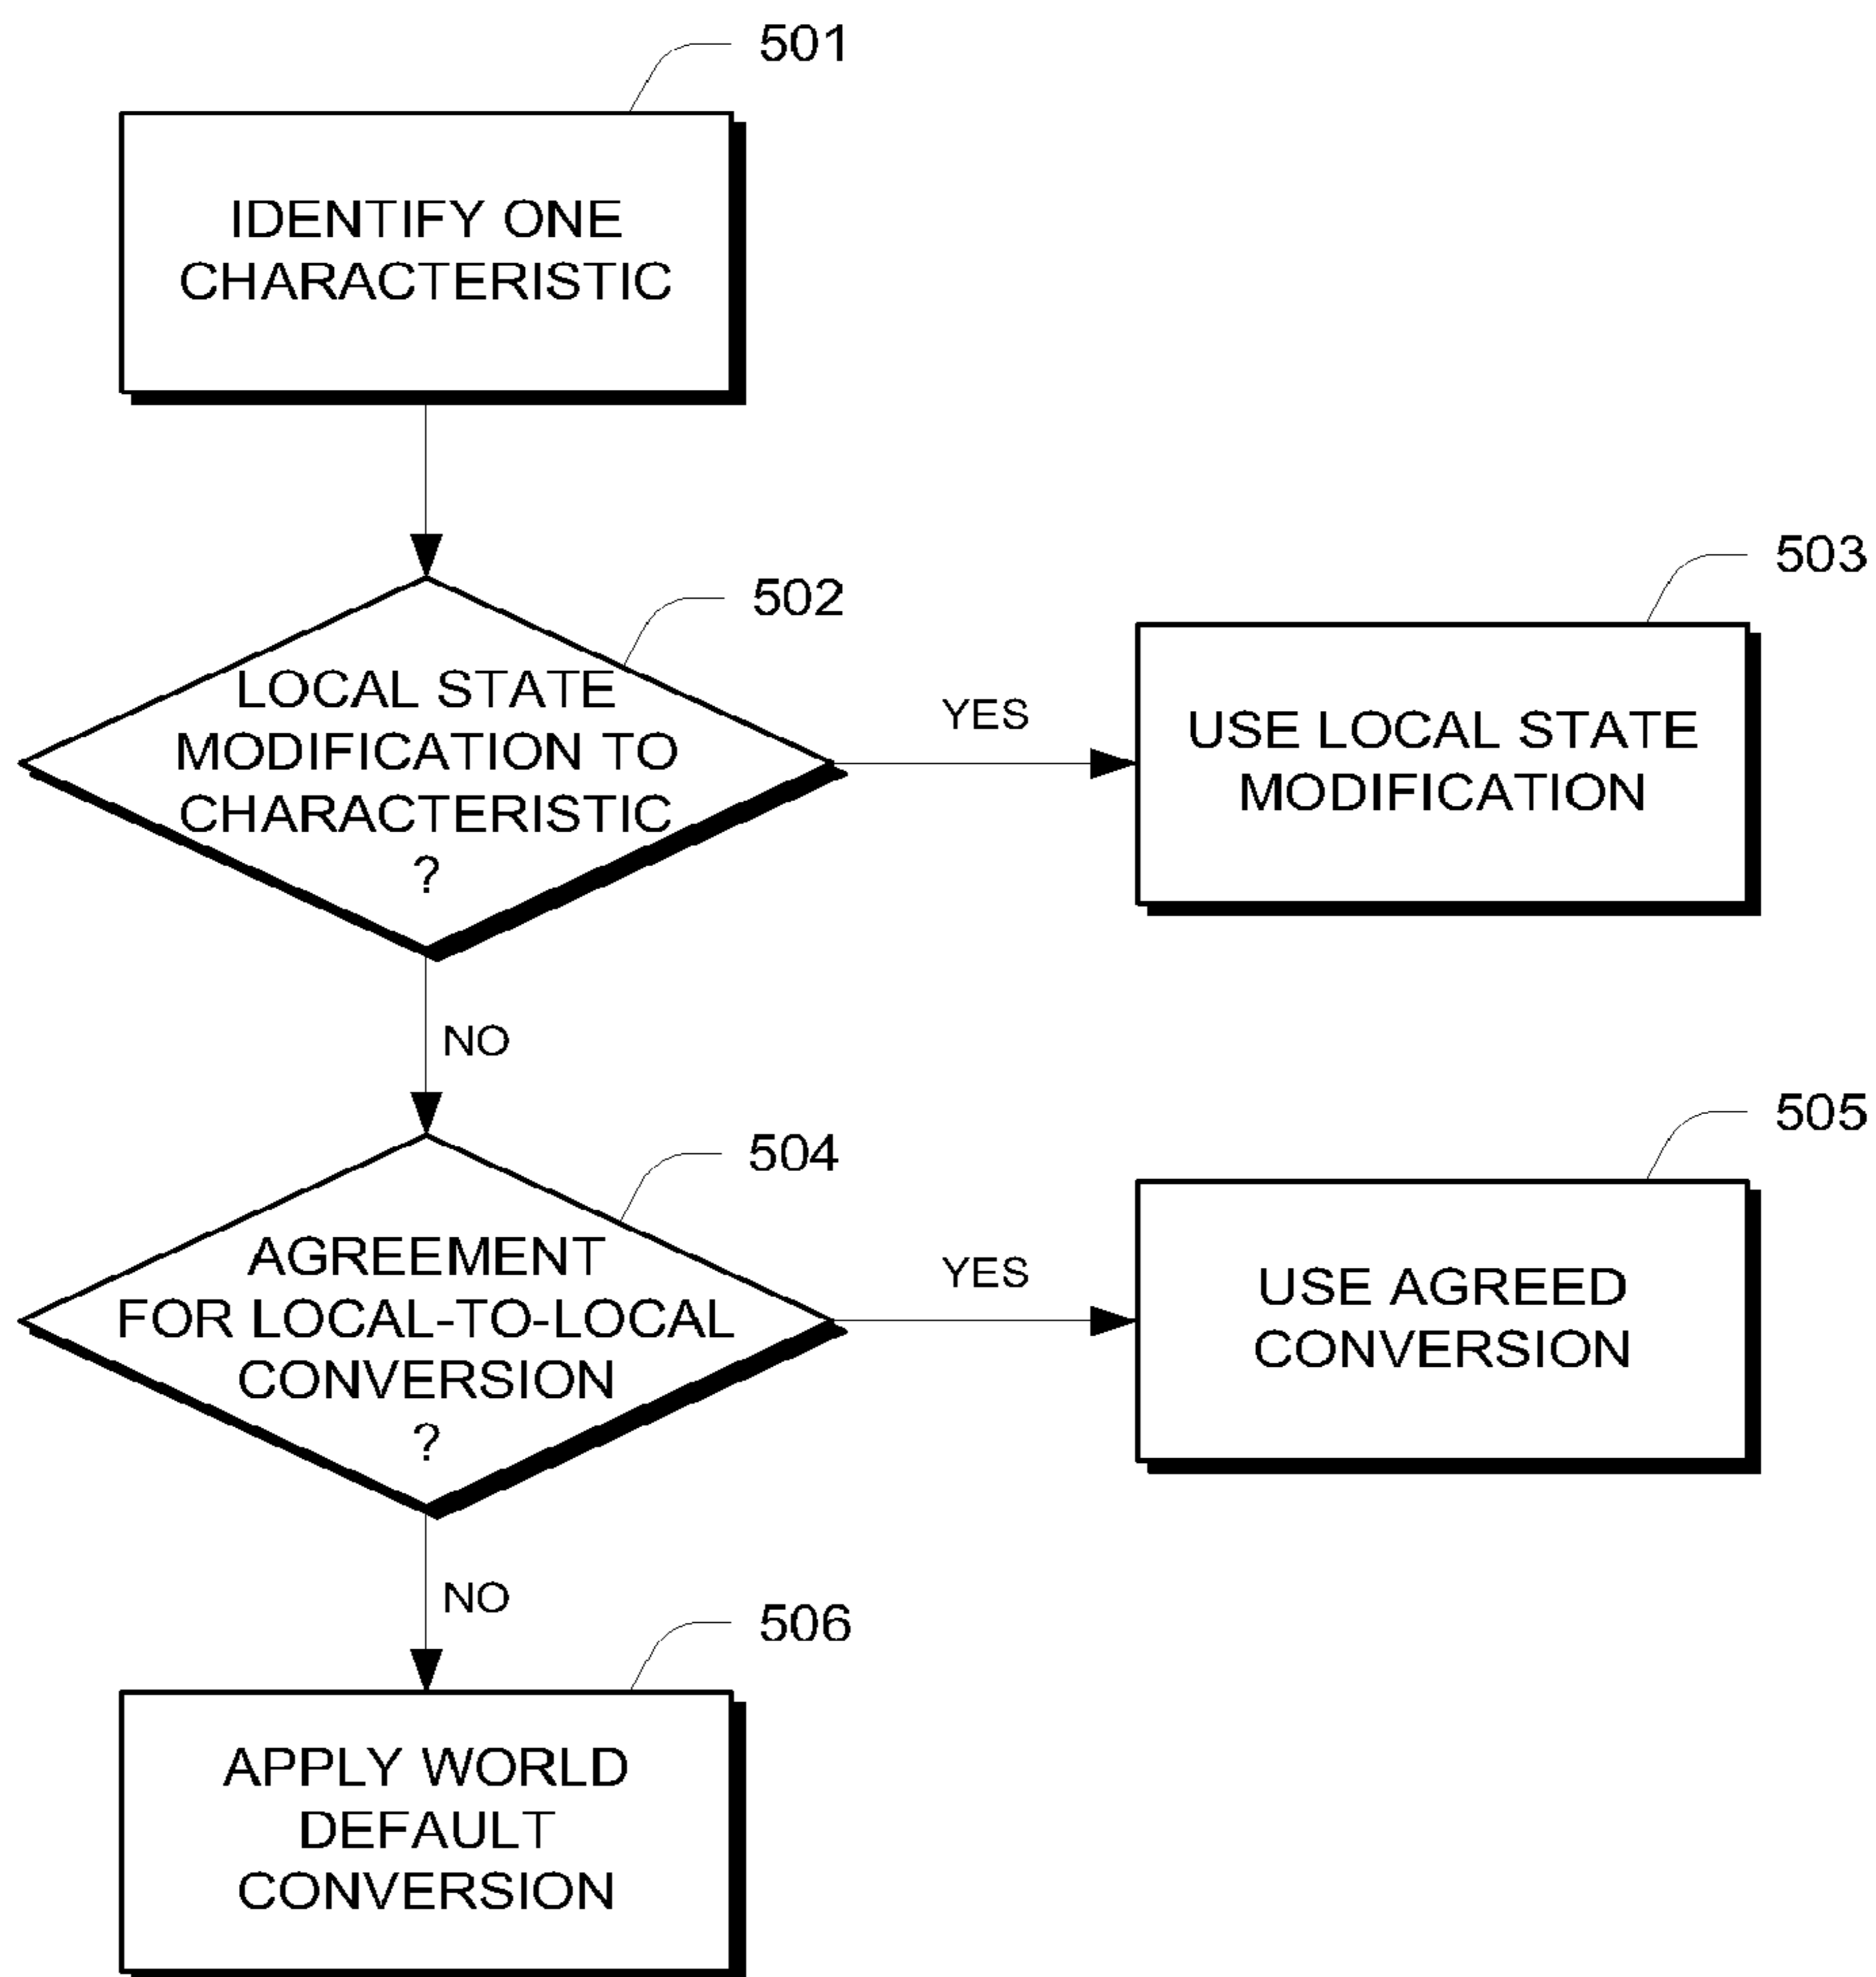 501
IDENTIFY ONE
CHARACTERISTIC
502
LOCAL STATE
MODIFICATION TO
CHARACTERISTIC
?
YES
503
USE LOCAL STATE
MODIFICATION
NO
504
AGREEMENT
FOR LOCAL-TO-LOCAL
CONVERSION
?
YES
505
USE AGREED
CONVERSION
NO
506
APPLY WORLD
DEFAULT
CONVERSION